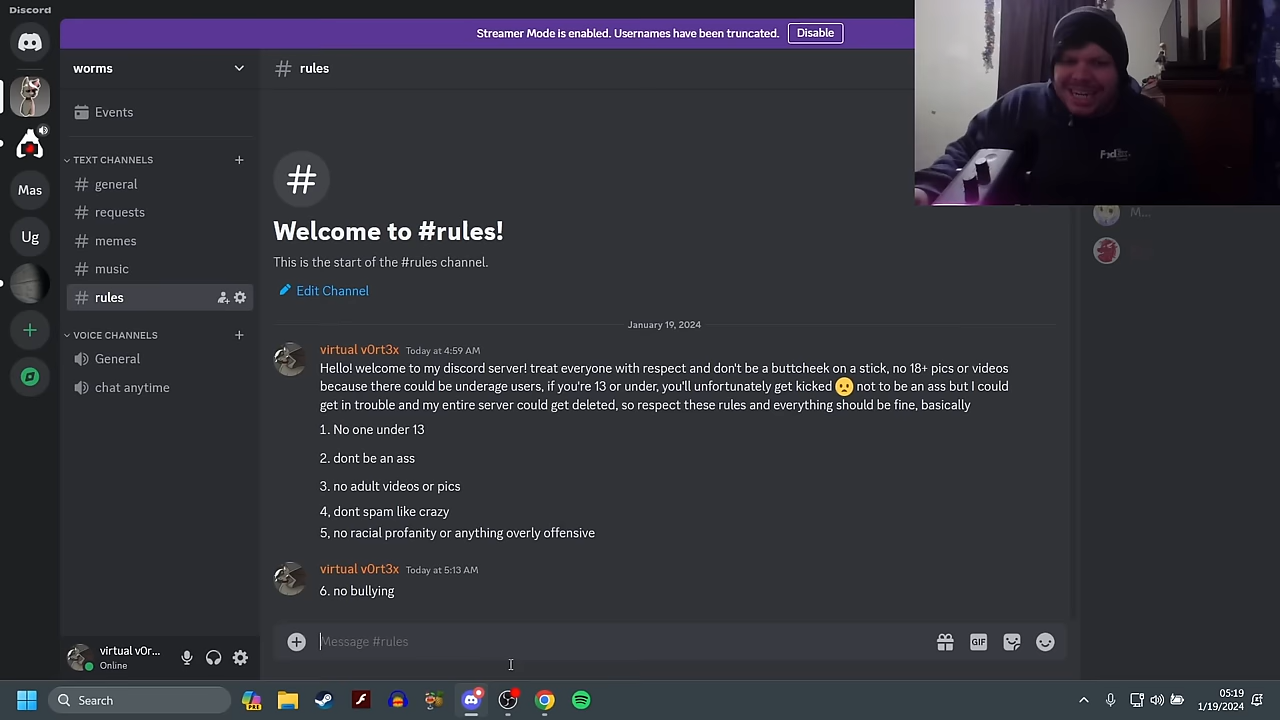 Discord
Streamer Mode is enabled. Usernames have been truncated.
Disable
worms
rules
Events
TEXT CHANNELS
general
requests
memes
music
rules
VOICE CHANNELS
General
chat anytime
Mas
Ug
Welcome to #rules!
This is the start of the #rules channel.
Edit Channel
January 19, 2024
virtual v0rt3x Today at 4:59 AM
Hello! welcome to my discord server! treat everyone with respect and don't be a buttcheek on a stick, no 18+ pics or videos
because there could be underage users, if you're 13 or under, you'll unfortunately get kicked 😦 not to be an ass but I could
get in trouble and my entire server could get deleted, so respect these rules and everything should be fine, basically
1. No one under 13
2. dont be an ass
3. no adult videos or pics
4, dont spam like crazy
5, no racial profanity or anything overly offensive
virtual v0rt3x Today at 5:13 AM
6. no bullying
Message #rules
GIF
M...
FedEx
virtual v0r...
Online
Search
PRE
05:19
1/19/2024